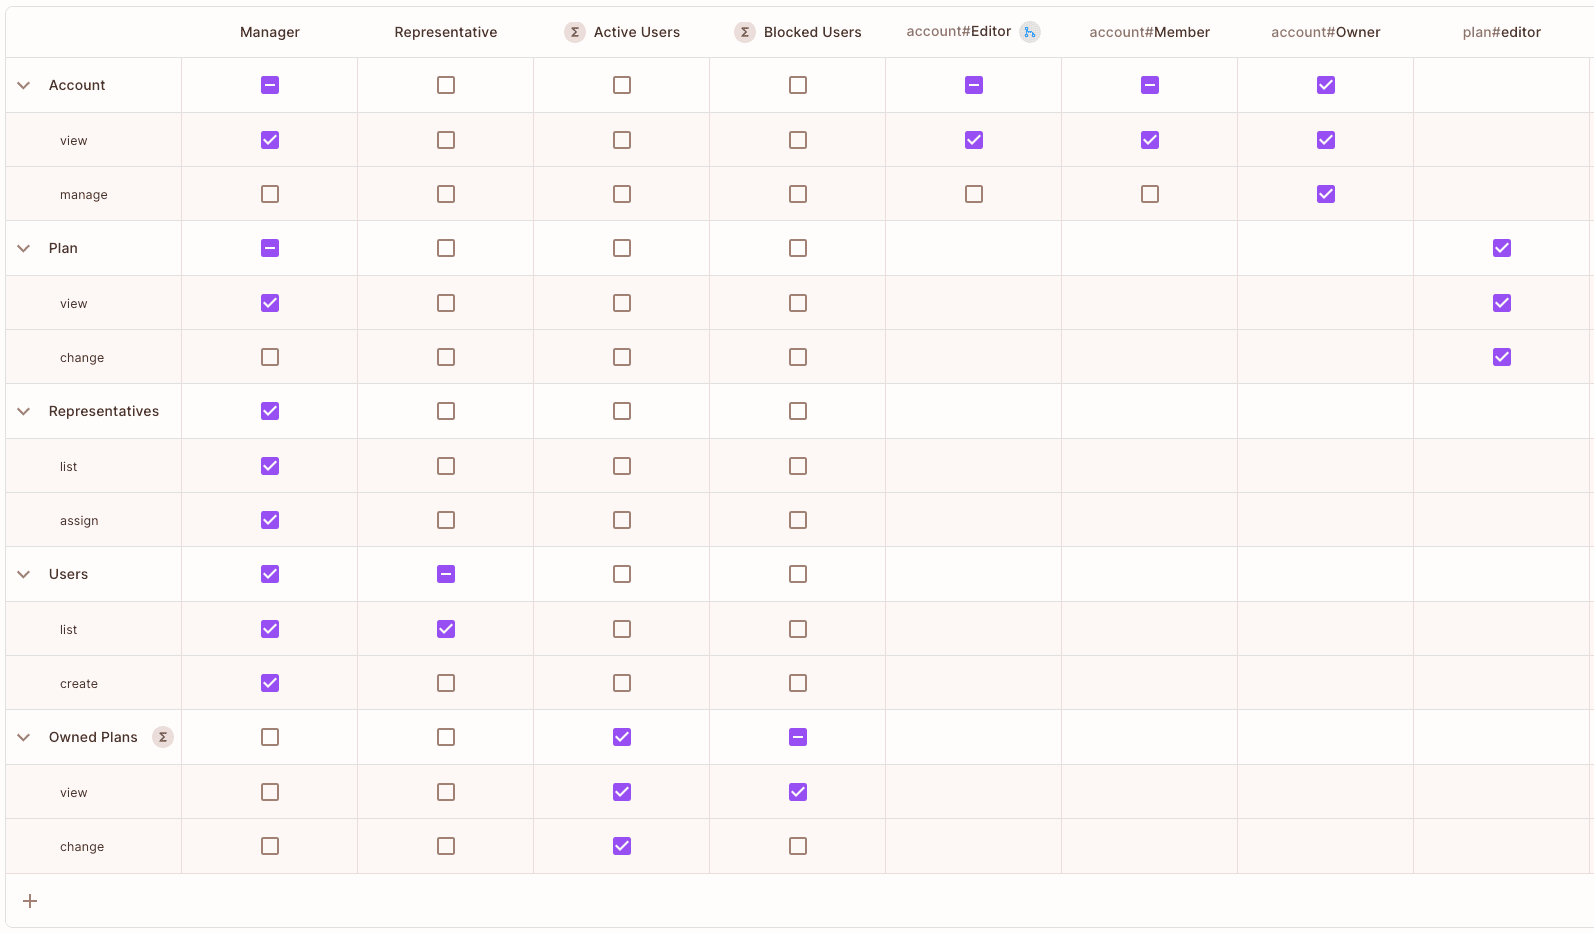 Manager Representative Σ Active Users Σ Blocked Users account#Editor account#Member account#Owner plan#editor
Account
view
manage
Plan
view
change
Representatives
list
assign
Users
list
create
Owned Plans Σ
view
change